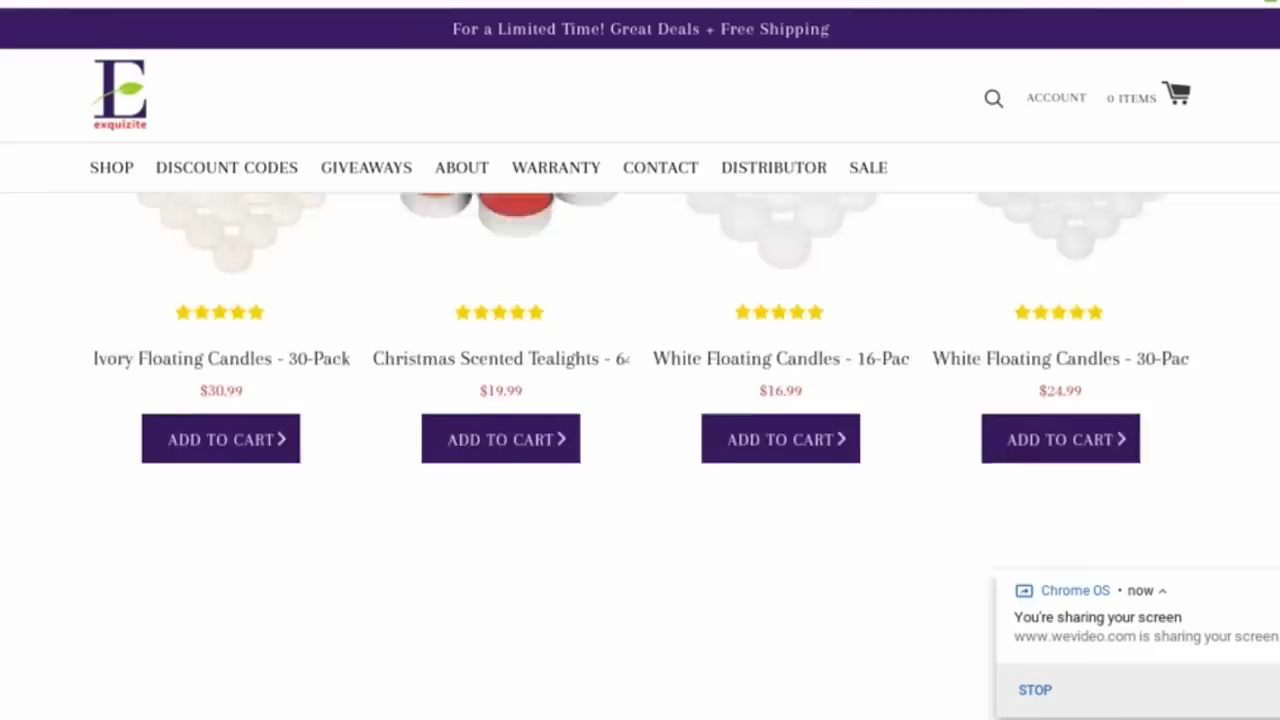 For a Limited Time! Great Deals + Free Shipping
E
exquizite
ACCOUNT
0 ITEMS
SHOP DISCOUNT CODES GIVEAWAYS ABOUT WARRANTY CONTACT DISTRIBUTOR SALE
Ivory Floating Candles - 30-Pack
$30.99
ADD TO CART
Christmas Scented Tealights - 64
$19.99
ADD TO CART
White Floating Candles - 16-Pac
$16.99
ADD TO CART
White Floating Candles - 30-Pac
$24.99
ADD TO CART
Chrome OS • now
You're sharing your screen
www.wevideo.com is sharing your screen.
STOP